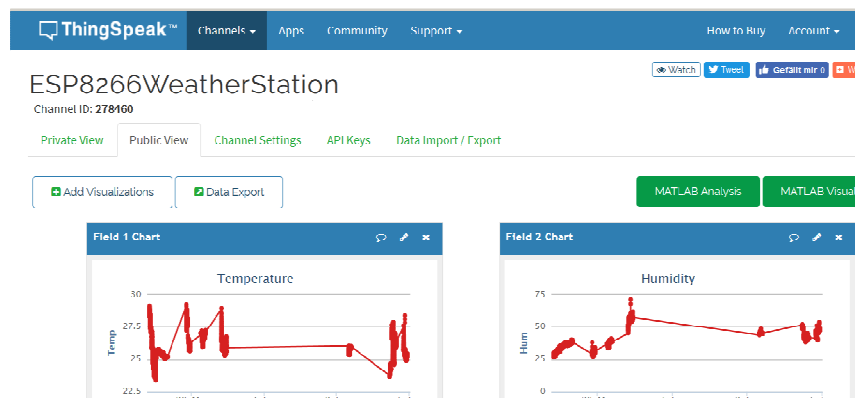 ThingSpeak™ Channels Apps Community Support How to Buy Account
Watch Tweet Gefällt mir 0
ESP8266WeatherStation
Channel ID: 278460
Private View Public View Channel Settings API Keys Data Import / Export
Add Visualizations Data Export MATLAB Analysis MATLAB Visual
Field 1 Chart
Temperature
30
27.5
25
22.5
Temp
Field 2 Chart
Humidity
75
50
25
0
Hum